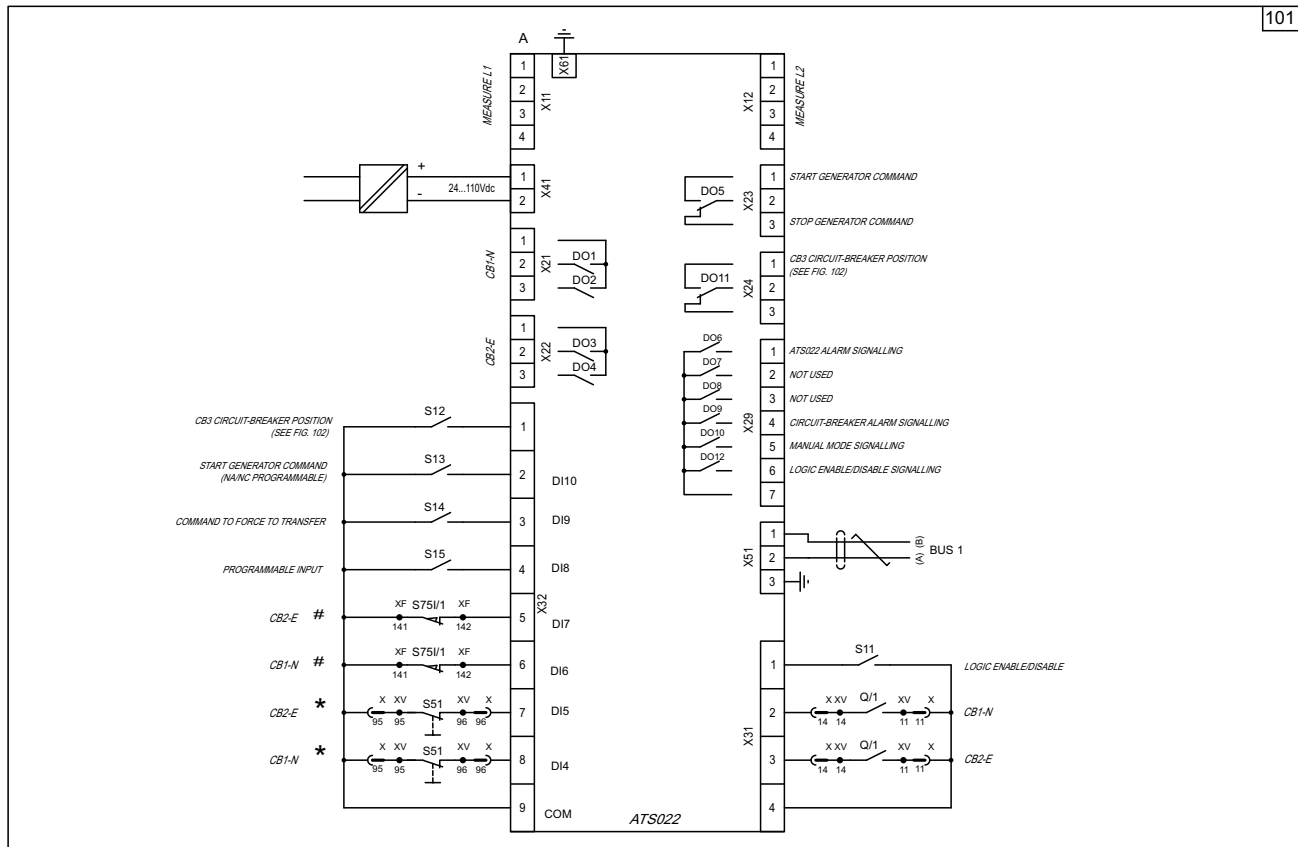 101
A
MEASURE L1
1
2
3
4
X11
X61
1
2
3
4
X12
MEASURE L2
+
-
24...110Vdc
1
2
X41
DO5
X23
1
2
3
START GENERATOR COMMAND
STOP GENERATOR COMMAND
CB1-N
1
2
3
X21
DO1
DO2
DO11
X24
1
2
3
CB3 CIRCUIT-BREAKER POSITION
(SEE FIG. 102)
CB2-E
1
2
3
X22
DO3
DO4
DO6
DO7
DO8
DO9
DO10
DO12
X29
1 ATS022 ALARM SIGNALLING
2 NOT USED
3 NOT USED
4 CIRCUIT-BREAKER ALARM SIGNALLING
5 MANUAL MODE SIGNALLING
6 LOGIC ENABLE/DISABLE SIGNALLING
7
CB3 CIRCUIT-BREAKER POSITION
(SEE FIG. 102)
S12
1
START GENERATOR COMMAND
(NA/NC PROGRAMMABLE)
S13
2 DI10
COMMAND TO FORCE TO TRANSFER
S14
3 DI9
PROGRAMMABLE INPUT
S15
4 DI8
X32
CB2-E # XF S75I/1 XF
141 142
5 DI7
CB1-N # XF S75I/1 XF
141 142
6 DI6
CB2-E * X XV S51 XV X
95 95 96 96
7 DI5
CB1-N * X XV S51 XV X
95 95 96 96
8 DI4
9 COM
X51
1
2
3
(B)
(A)
BUS 1
X31
1 S11 LOGIC ENABLE/DISABLE
2 X XV Q/1 XV X CB1-N
14 14 11 11
3 X XV Q/1 XV X CB2-E
14 14 11 11
4
ATS022